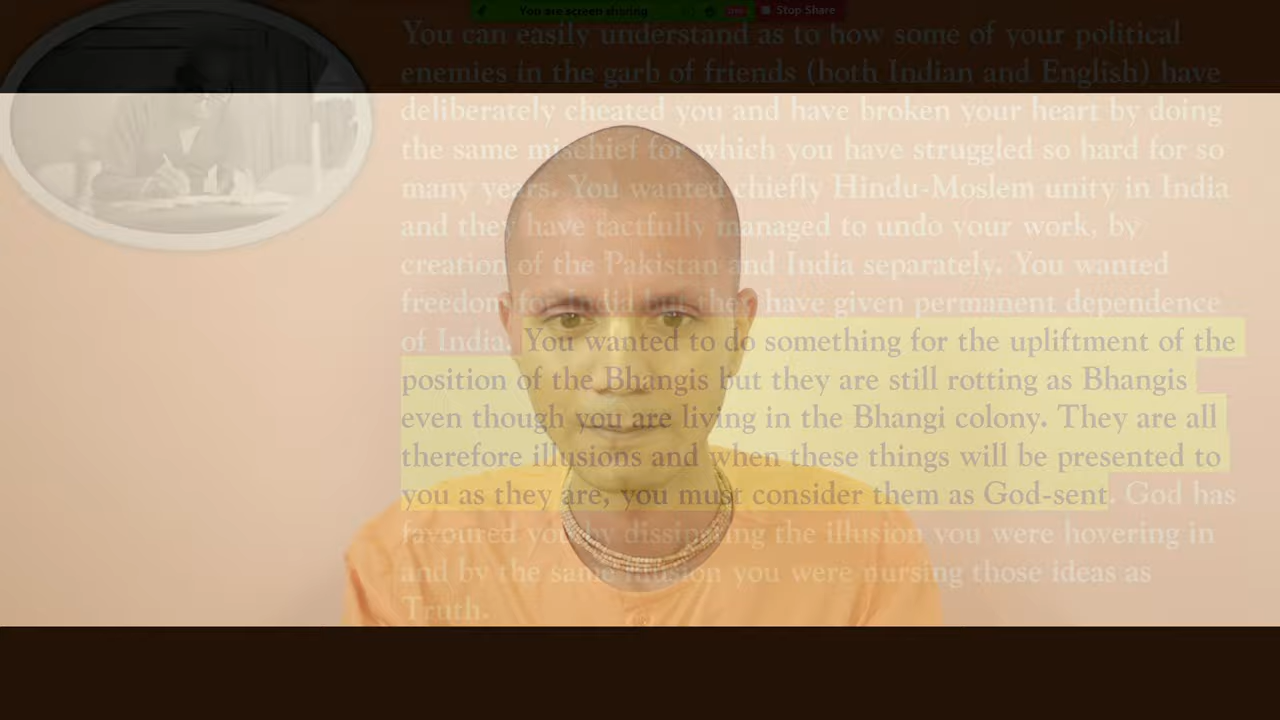 You are screen sharing
Stop Share
You can easily understand as to how some of your political
enemies in the garb of friends (both Indian and English) have
deliberately cheated you and have broken your heart by doing
the same mischief for which you have struggled so hard for so
many years. You wanted chiefly Hindu-Moslem unity in India
and they have tactfully managed to undo your work, by
creation of the Pakistan and India separately. You wanted
freedom for India but they have given permanent dependence
of India. You wanted to do something for the upliftment of the
position of the Bhangis but they are still rotting as Bhangis
even though you are living in the Bhangi colony. They are all
therefore illusions and when these things will be presented to
you as they are, you must consider them as God-sent. God has
favoured you by dissipating the illusion you were hovering in
and by the same illusion you were nursing those ideas as
Truth.